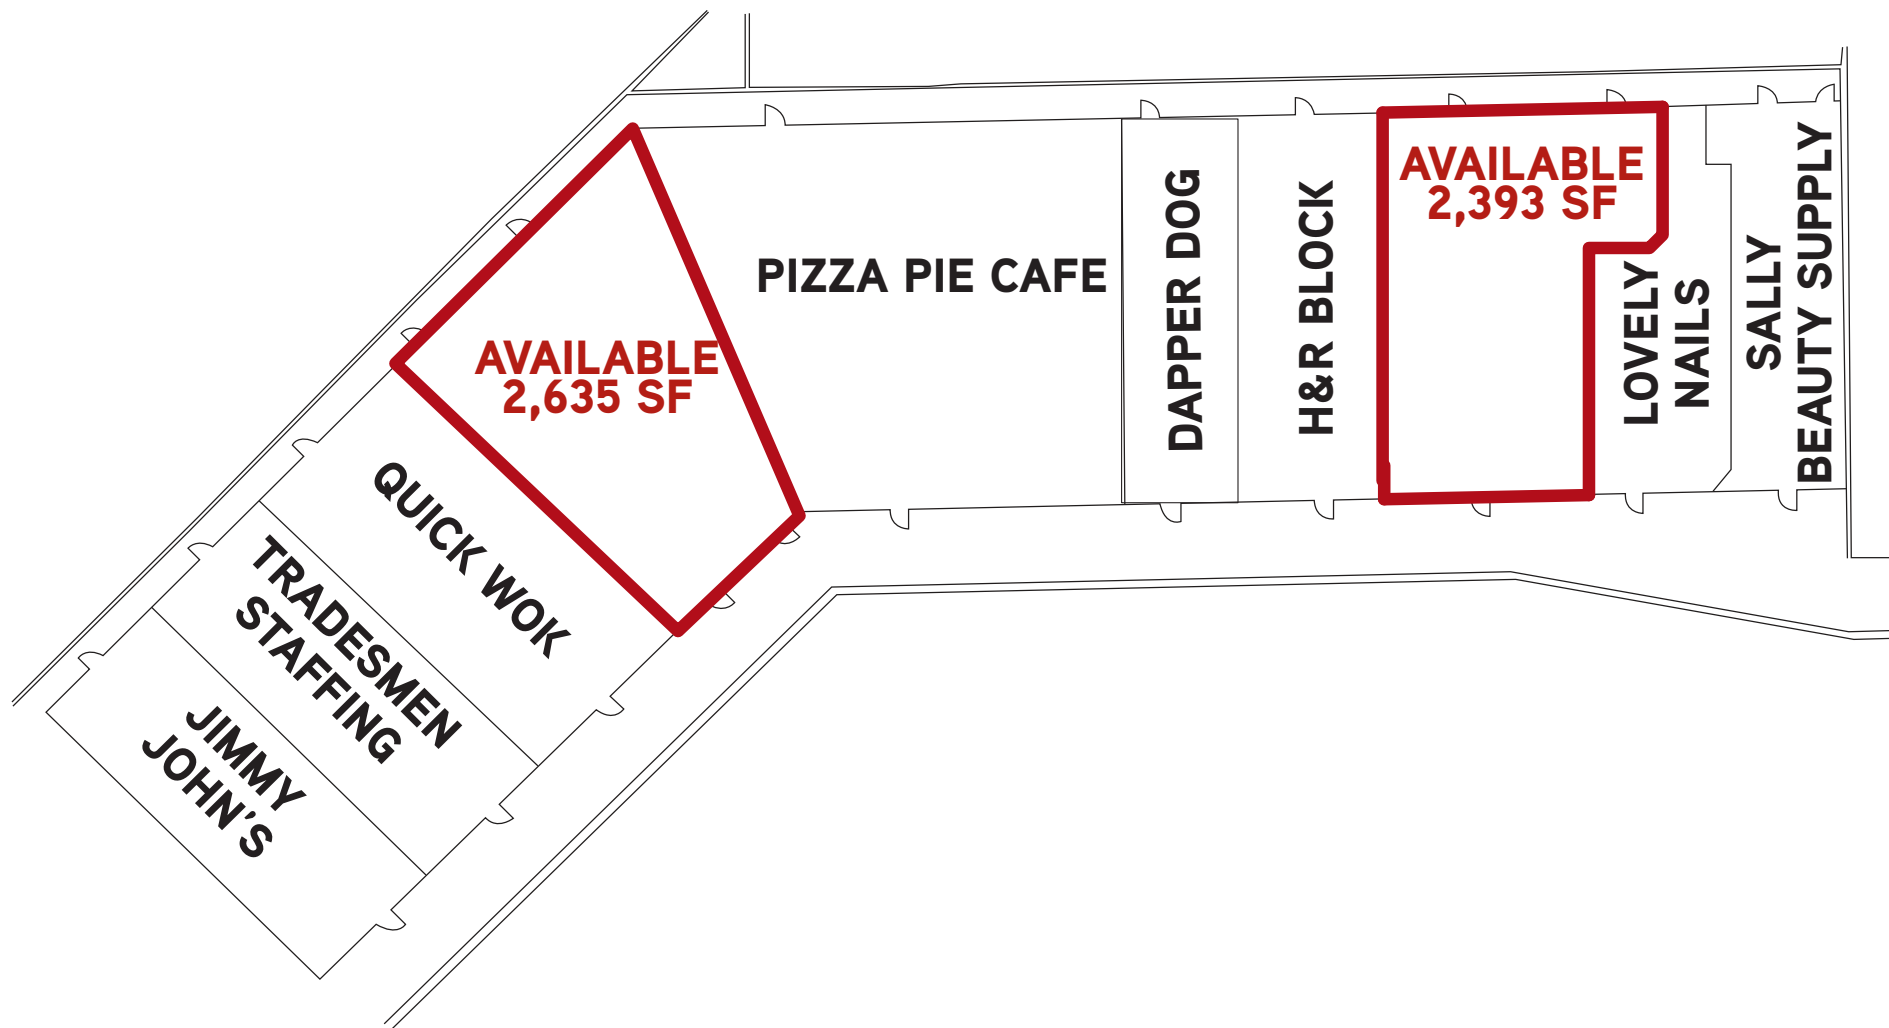 AVAILABLE
2,635 SF
PIZZA PIE CAFE
DAPPER DOG
H&R BLOCK
AVAILABLE
2,393 SF
LOVELY
NAILS
SALLY
BEAUTY SUPPLY
QUICK WOK
TRADESMEN
STAFFING
JIMMY
JOHN'S